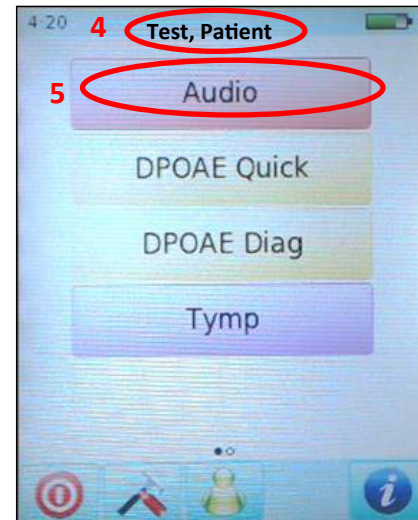 4:20
4
Test, Patient
5
Audio
DPOAE Quick
DPOAE Diag
Tymp
i